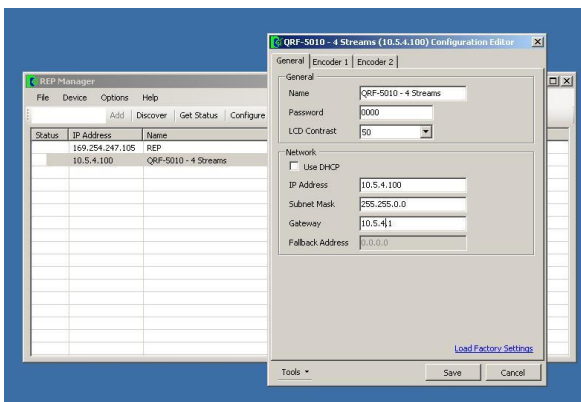 QRF-5010 - 4 Streams (10.5.4.100) Configuration Editor
General Encoder 1 Encoder 2
General
Name QRF-5010 - 4 Streams
Password 0000
LCD Contrast 50
Network
Use DHCP
IP Address 10.5.4.100
Subnet Mask 255.255.0.0
Gateway 10.5.4.1
Fallback Address 0.0.0.0
Load Factory Settings
Tools Save Cancel
REP Manager
File Device Options Help
Add Discover Get Status Configure
Status IP Address Name
169.254.247.105 REP
10.5.4.100 QRF-5010 - 4 Streams